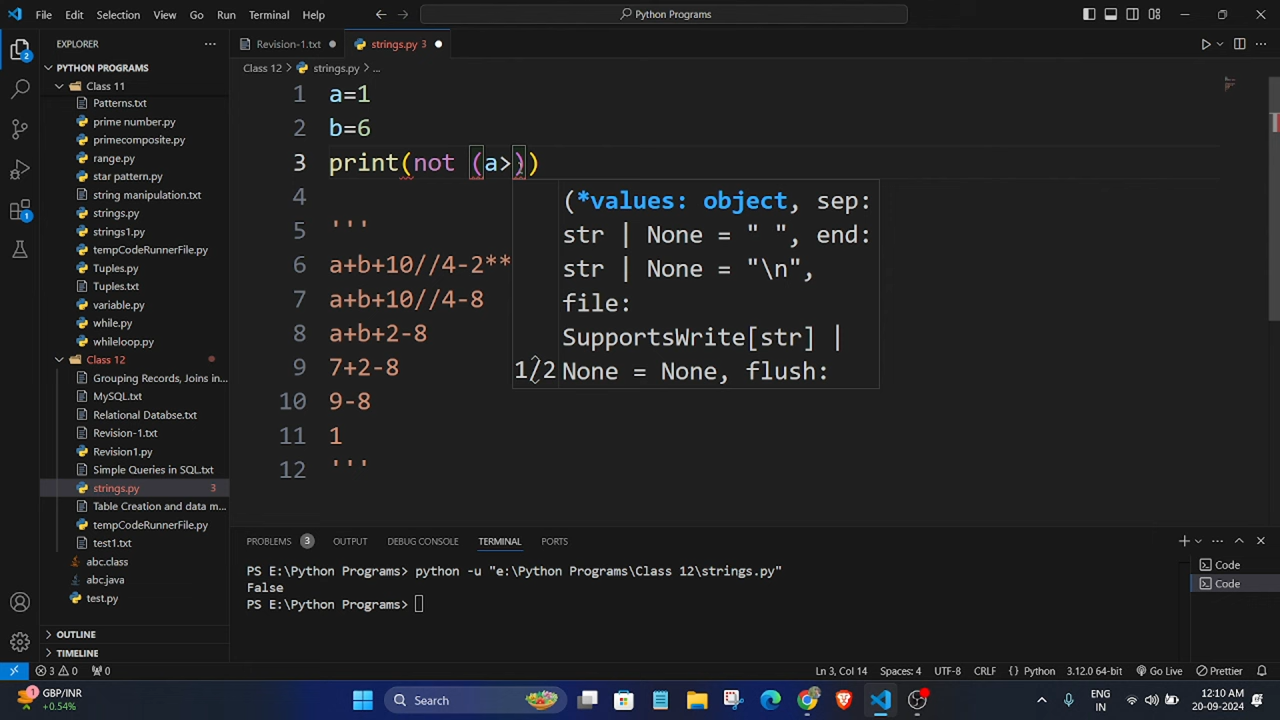 File Edit Selection View Go Run Terminal Help
Python Programs
EXPLORER
Revision-1.txt
strings.py 3
PYTHON PROGRAMS
Class 12 > strings.py > ...
Class 11
Patterns.txt
prime number.py
primecomposite.py
range.py
star pattern.py
string manipulation.txt
strings.py
strings1.py
tempCodeRunnerFile.py
Tuples.py
Tuples.txt
variable.py
while.py
whileloop.py
Class 12
Grouping Records, Joins in...
MySQL.txt
Relational Databse.txt
Revision-1.txt
Revision1.py
Simple Queries in SQL.txt
strings.py 3
Table Creation and data m...
tempCodeRunnerFile.py
test1.txt
abc.class
abc.java
test.py
OUTLINE
TIMELINE
2
1
1 a=1
2 b=6
3 print(not (a>))
4
5 '''
6 a+b+10//4-2**
7 a+b+10//4-8
8 a+b+2-8
9 7+2-8
10 9-8
11 1
12 '''
(*values: object, sep:
str | None = " ", end:
str | None = "\n",
file:
SupportsWrite[str] |
1/2 None = None, flush:
PROBLEMS 3 OUTPUT DEBUG CONSOLE TERMINAL PORTS
PS E:\Python Programs> python -u "e:\Python Programs\Class 12\strings.py"
False
PS E:\Python Programs>
Code
Code
3 0 0
Ln 3, Col 14 Spaces: 4 UTF-8 CRLF {} Python 3.12.0 64-bit Go Live Prettier
1
GBP/INR
+0.54%
Search
ENG
IN
12:10 AM
20-09-2024